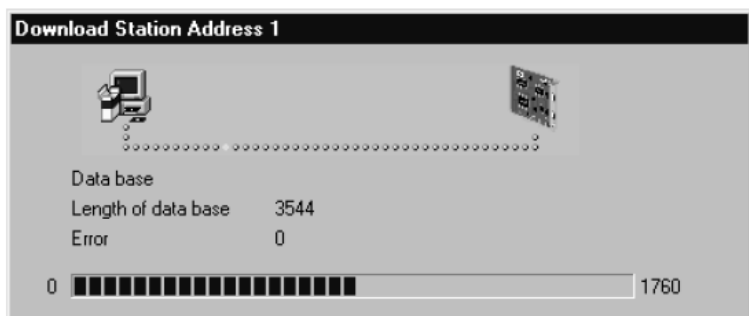 Download Station Address 1
Data base
Length of data base 3544
Error 0
0 1760